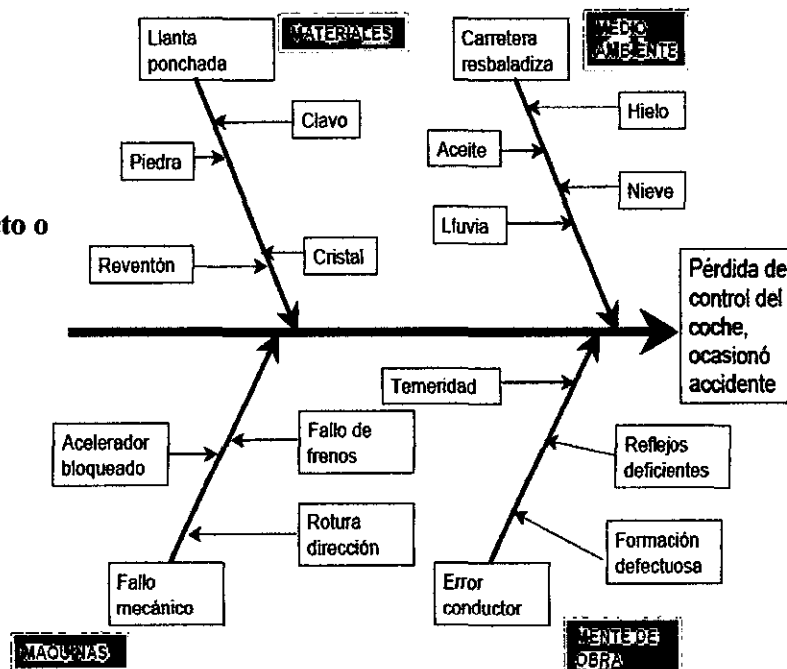 Llanta
ponchada
MATERIALES
Carretera
resbaladiza
MEDIO
AMBIENTE
Clavo
Piedra
Hielo
Aceite
Nieve
Lluvia
cto o
Reventón
Cristal
Pérdida de
control del
coche,
ocasionó
accidente
Temeridad
Acelerador
bloqueado
Fallo de
frenos
Reflejos
deficientes
Rotura
dirección
Formación
defectuosa
Fallo
mecánico
Error
conductor
MAQUINAS
MENTE DE
OBRA